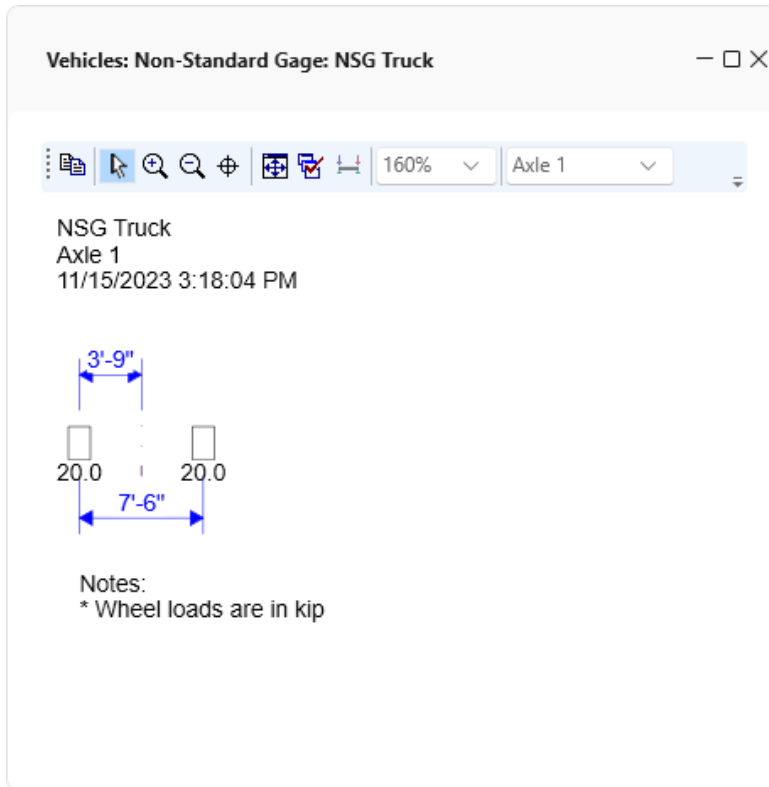 Vehicles: Non-Standard Gage: NSG Truck
160%
Axle 1
NSG Truck
Axle 1
11/15/2023 3:18:04 PM
3'-9"
20.0
20.0
7'-6"
Notes:
* Wheel loads are in kip